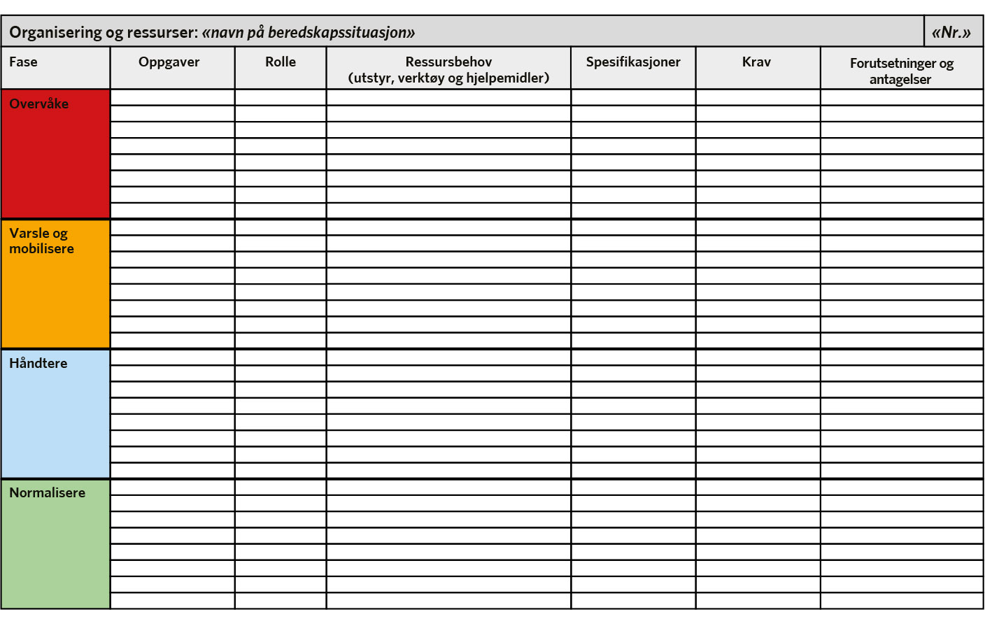 Organisering og ressurser: «navn på beredskapssituasjon» «Nr.»
Fase Oppgaver Rolle Ressursbehov Spesifikasjoner Krav Forutsetninger og
(utstyr, verktøy og hjelpemidler) antagelser
Overvåke
Varsle og
mobilisere
Håndtere
Normalisere